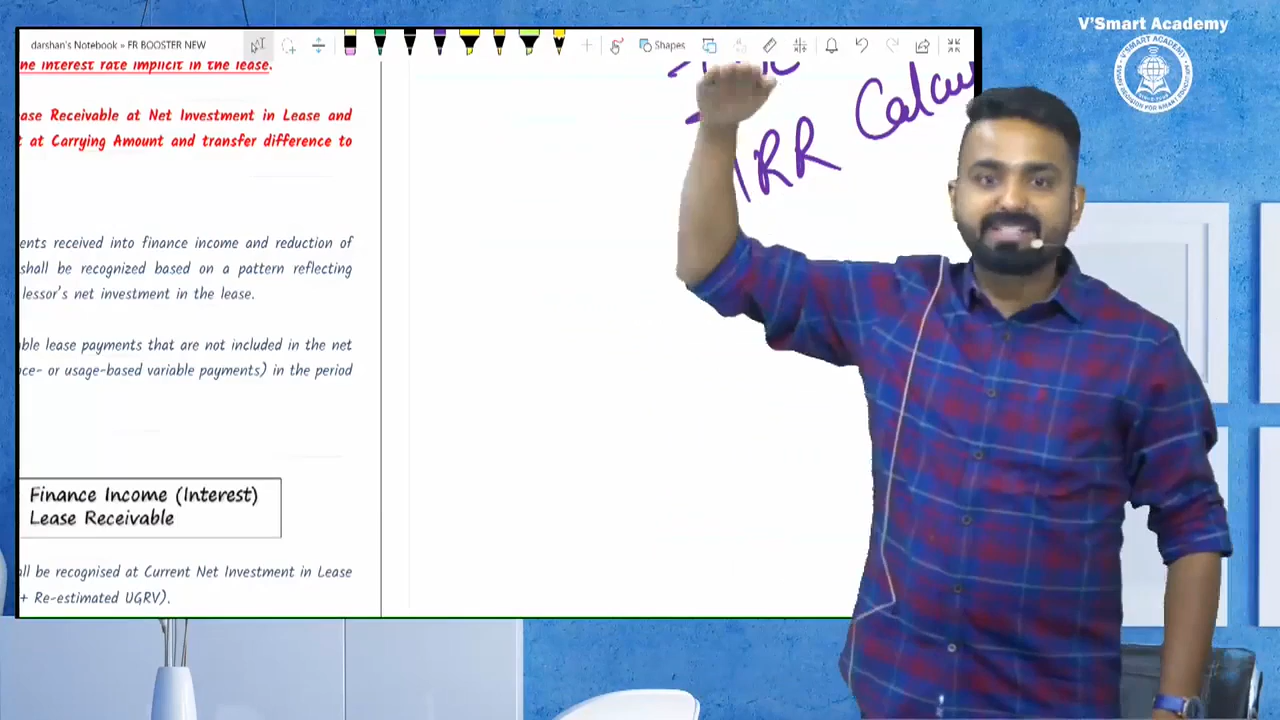 V'Smart Academy
darshan's Notebook » FR BOOSTER NEW
Shapes
interest rate implicit in the lease.
ase Receivable at Net Investment in Lease and
t at Carrying Amount and transfer difference to
IRR Calcu
ents received into finance income and reduction of
shall be recognized based on a pattern reflecting
lessor's net investment in the lease.
ble lease payments that are not included in the net
ce- or usage-based variable payments) in the period
Finance Income (Interest)
Lease Receivable
ll be recognised at Current Net Investment in Lease
+ Re-estimated UGRV).